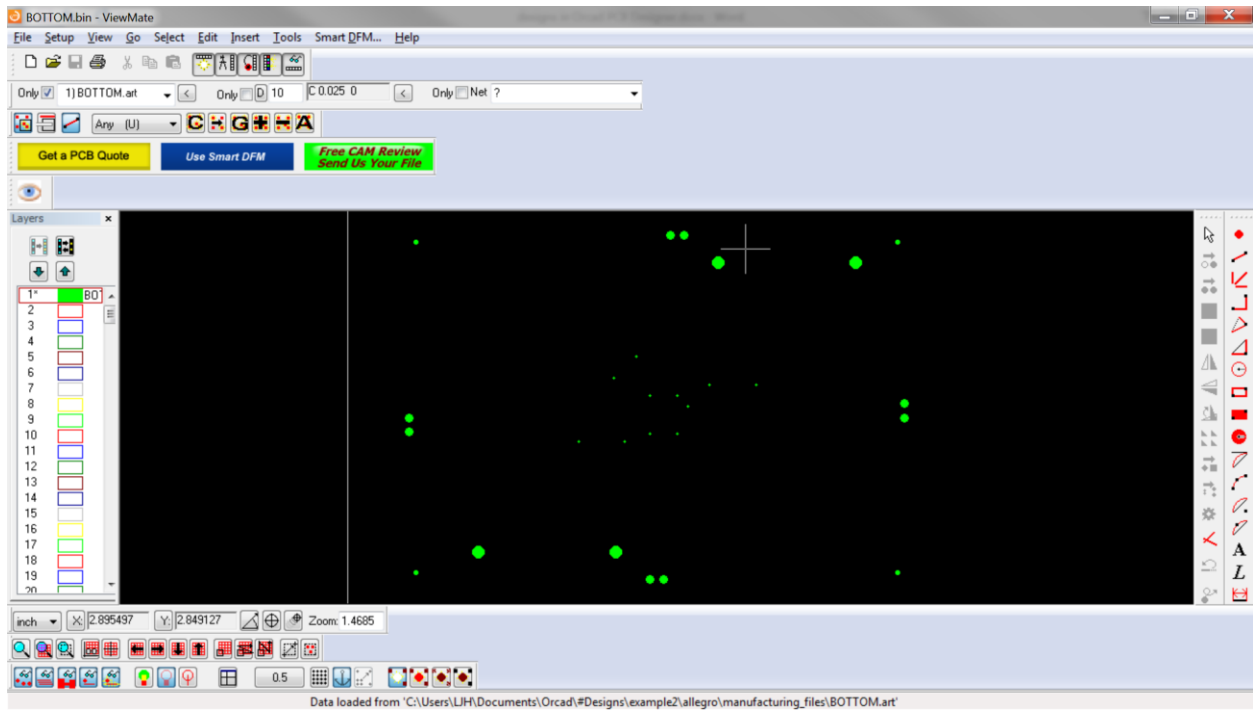 BOTTOM.bin - ViewMate
File Setup View Go Select Edit Insert Tools Smart DFM... Help
Only 1) BOTTOM.art < Only D 10 C 0.025 0 < Only Net ?
Any (U) C G A
Get a PCB Quote Use Smart DFM Free CAM Review
Send Us Your File
Layers x
1* BO
2
3
4
5
6
7
8
9
10
11
12
13
14
15
16
17
18
19
20
A
L
inch X: 2.895497 Y: 2.849127 Zoom: 1.4685
0.5
Data loaded from 'C:\Users\LJH\Documents\Orcad\#Designs\example2\allegro\manufacturing_files\BOTTOM.art'